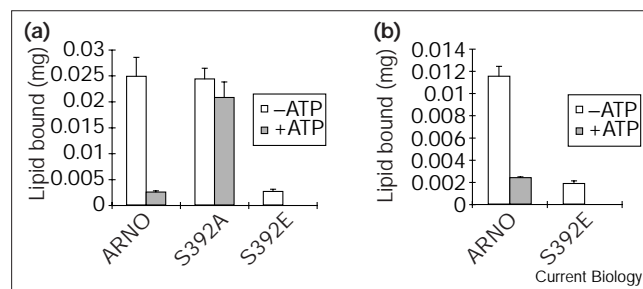 (a)
Lipid bound (mg)
0.03
0.025
0.02
0.015
0.01
0.005
0
–ATP
+ATP
ARNO
S392A
S392E
(b)
Lipid bound (mg)
0.014
0.012
0.01
0.008
0.006
0.004
0.002
0
–ATP
+ATP
ARNO
S392E
Current Biology